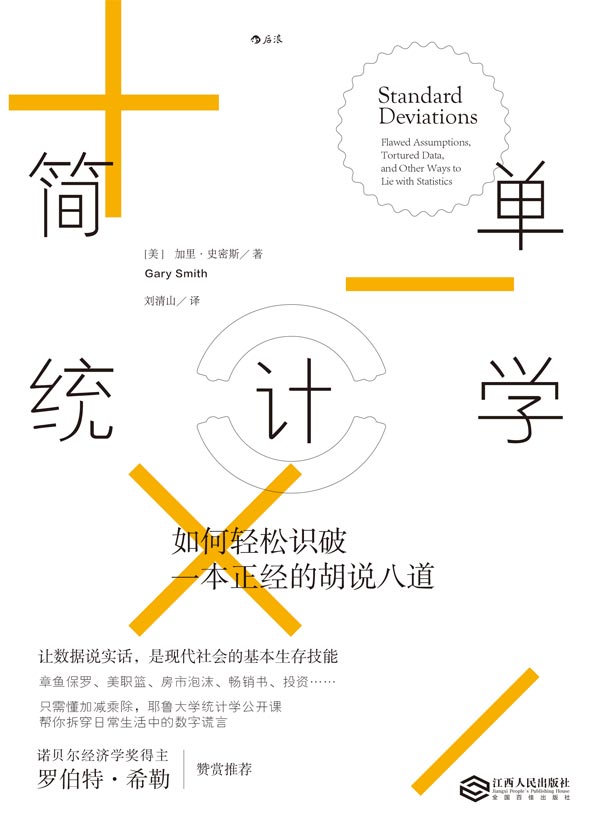 后浪
Standard
Deviations
Flawed Assumptions,
Tortured Data,
and Other Ways to
Lie with Statistics
简单
[美] 加里·史密斯／著
Gary Smith
刘清山／译
统计学
如何轻松识破
一本正经的胡说八道
让数据说实话，是现代社会的基本生存技能
章鱼保罗、美职篮、房市泡沫、畅销书、投资……
只需懂加减乘除，耶鲁大学统计学公开课
帮你拆穿日常生活中的数字谎言
诺贝尔经济学奖得主
罗伯特·希勒
赞赏推荐
江西人民出版社
Jiangxi People's Publishing House
全国百佳出版社